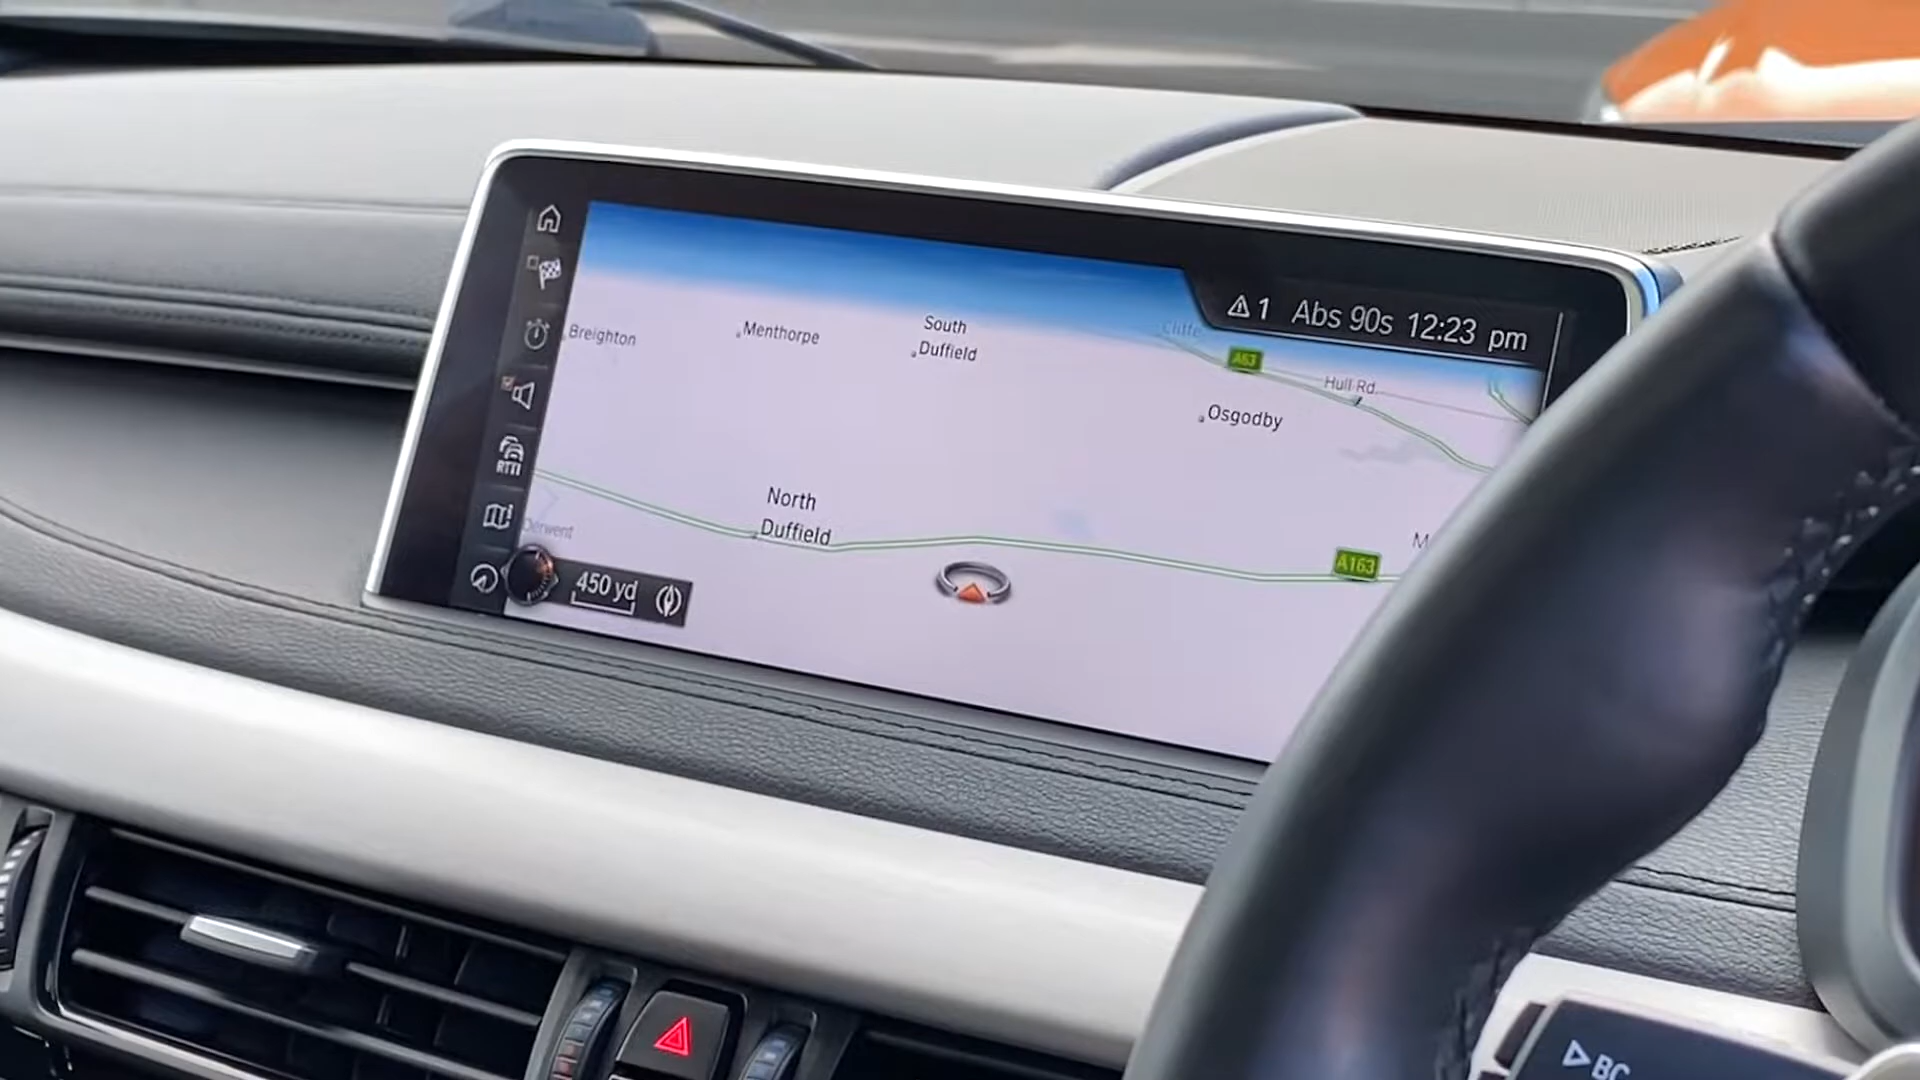 1 Abs 90s 12:23 pm
Cliffe
A63
Hull Rd.
Breighton
Menthorpe
South
Duffield
Osgodby
RTTI
North
Duffield
Derwent
A163
M
450 yd
BC